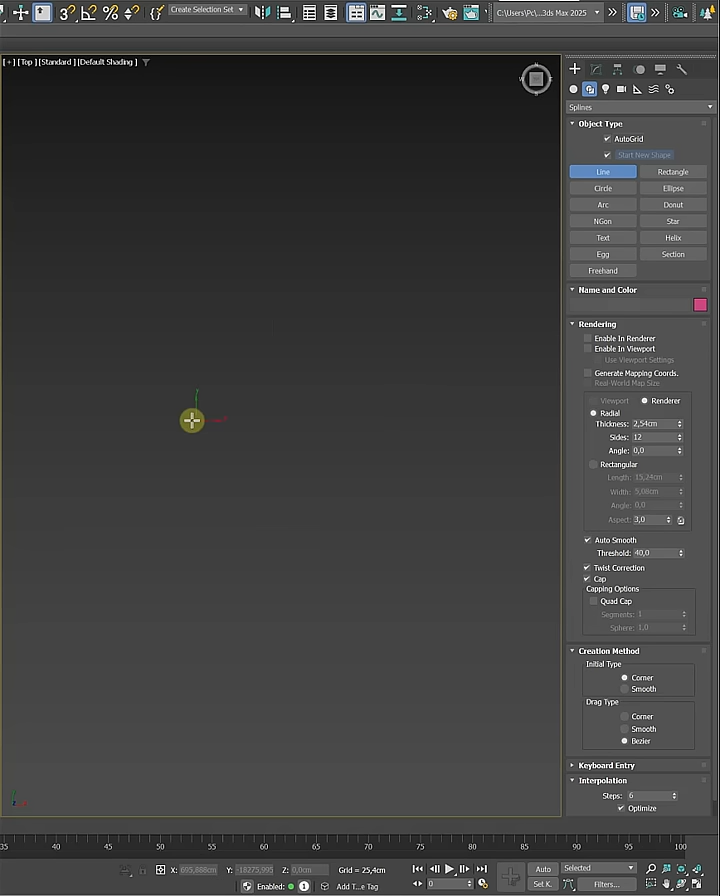 Create Selection Set
C:\Users\Pc\...3ds Max 2025
[ + ] [Top ] [Standard ] [Default Shading ]
Splines
Object Type
AutoGrid
Start New Shape
Line
Rectangle
Circle
Ellipse
Arc
Donut
NGon
Star
Text
Helix
Egg
Section
Freehand
Name and Color
Rendering
Enable In Renderer
Enable In Viewport
Use Viewport Settings
Generate Mapping Coords.
Real-World Map Size
Viewport
Renderer
Radial
Thickness: 2,54cm
Sides: 12
Angle: 0,0
Rectangular
Length: 15,24cm
Width: 5,08cm
Angle: 0,0
Aspect: 3,0
Auto Smooth
Threshold: 40,0
Twist Correction
Cap
Capping Options
Quad Cap
Segments: 1
Sphere: 1,0
Creation Method
Initial Type
Corner
Smooth
Drag Type
Corner
Smooth
Bezier
Keyboard Entry
Interpolation
Steps: 6
Optimize
35 40 45 50 55 60 65 70 75 80 85 90 95 100
X: 695,888cm Y: -18275,995 Z: 0,0cm Grid = 25,4cm
Auto
Selected
Enabled: 1 Add T...e Tag
0
Set K.
Filters...